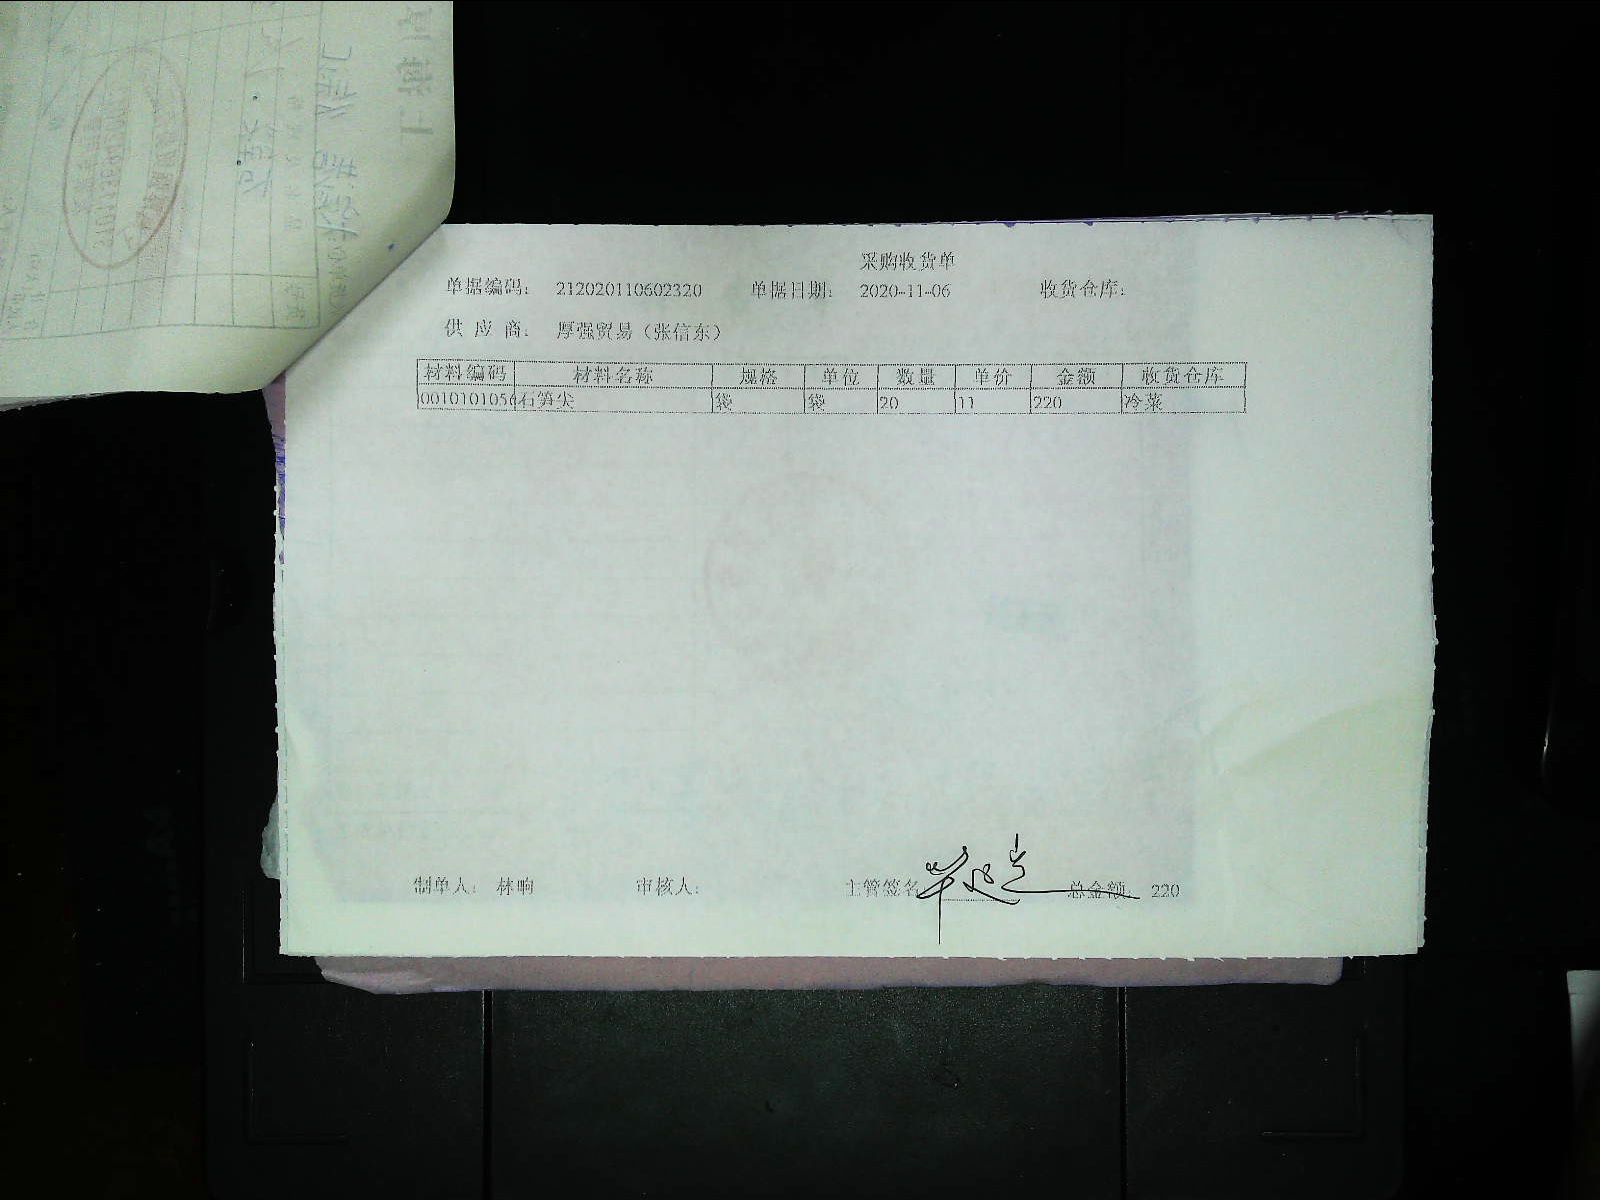 采购收货单
单据编码： 212020110602320 单据日期： 2020-11-06 收货仓库：
供 应 商： 厚强贸易（张信东）
材料编码 材料名称 规格 单位 数量 单价 金额 收货仓库
0010101056 石笋尖 袋 袋 20 11 220 冷菜
制单人： 林响 审核人： 主管签名 总金额： 220